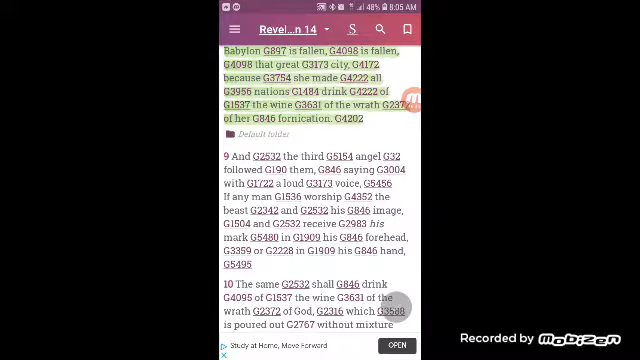 48% 8:05 AM
Revel...n 14 S
Babylon G897 is fallen, G4098 is fallen,
G4098 that great G3173 city, G4172
because G3754 she made G4222 all
G3956 nations G1484 drink G4222 of
G1537 the wine G3631 of the wrath G237
of her G846 fornication. G4202
Default folder
9 And G2532 the third G5154 angel G32
followed G190 them, G846 saying G3004
with G1722 a loud G3173 voice, G5456
If any man G1536 worship G4352 the
beast G2342 and G2532 his G846 image,
G1504 and G2532 receive G2983 his
mark G5480 in G1909 his G846 forehead,
G3359 or G2228 in G1909 his G846 hand,
G5495
10 The same G2532 shall G846 drink
G4095 of G1537 the wine G3631 of the
wrath G2372 of God, G2316 which G3588
is poured out G2767 without mixture
Study at Home, Move Forward OPEN
Recorded by MOBIZEN